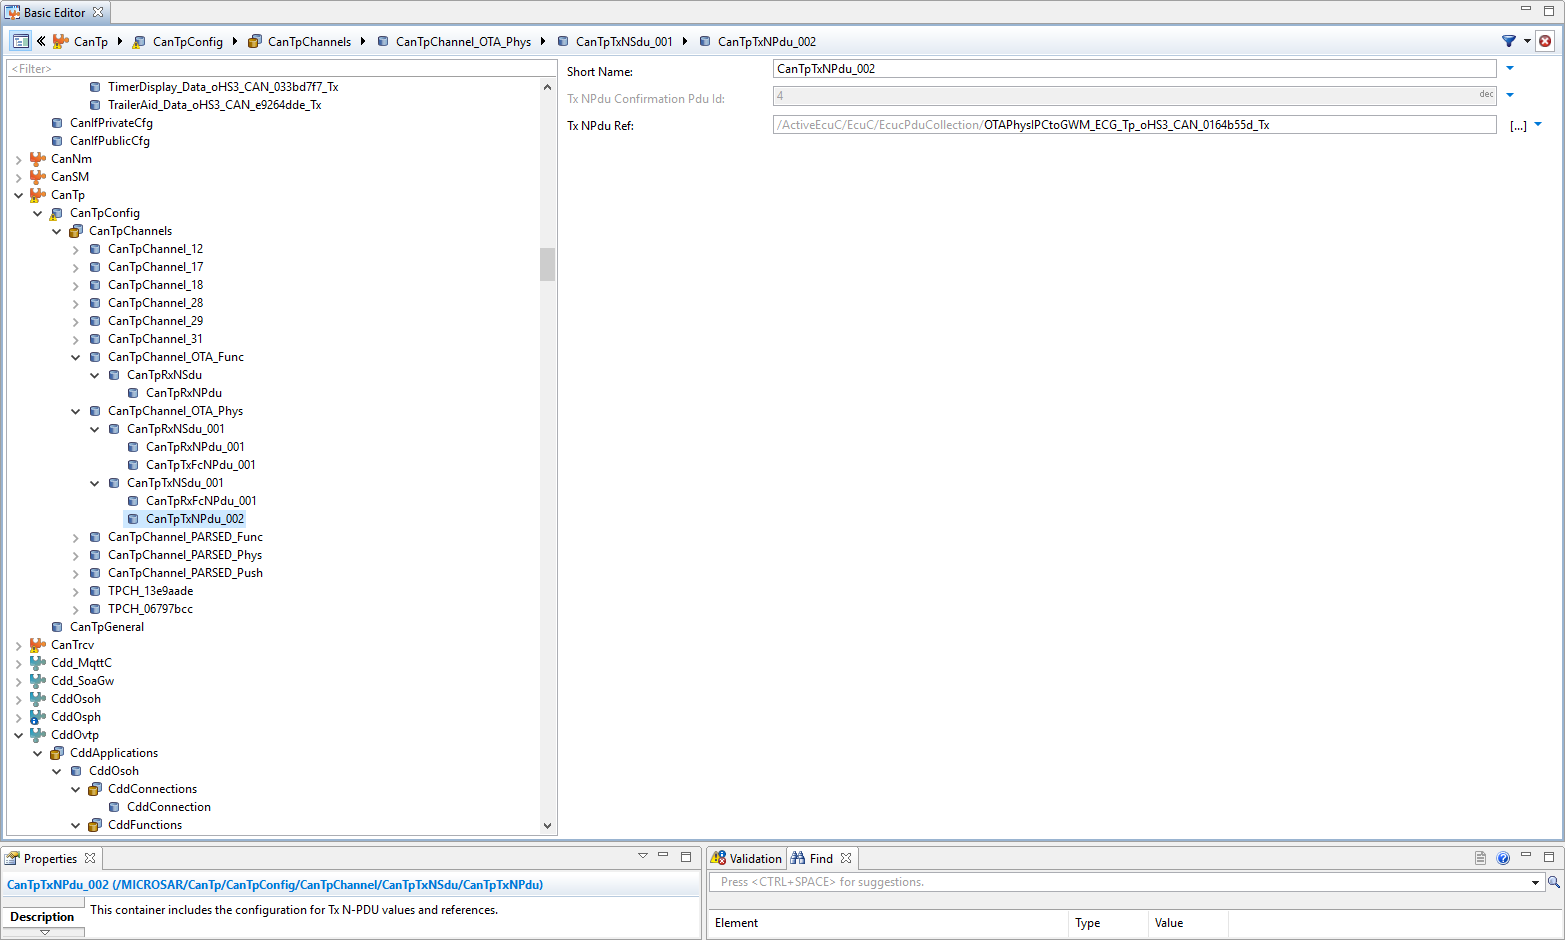 Basic Editor
CanTp CanTpConfig CanTpChannels CanTpChannel_OTA_Phys CanTpTxNSdu_001 CanTpTxNPdu_002
<Filter>
TimerDisplay_Data_oHS3_CAN_033bd7f7_Tx
TrailerAid_Data_oHS3_CAN_e9264dde_Tx
CanIfPrivateCfg
CanIfPublicCfg
CanNm
CanSM
CanTp
CanTpConfig
CanTpChannels
CanTpChannel_12
CanTpChannel_17
CanTpChannel_18
CanTpChannel_28
CanTpChannel_29
CanTpChannel_31
CanTpChannel_OTA_Func
CanTpRxNSdu
CanTpRxNPdu
CanTpChannel_OTA_Phys
CanTpRxNSdu_001
CanTpRxNPdu_001
CanTpTxFcNPdu_001
CanTpTxNSdu_001
CanTpRxFcNPdu_001
CanTpTxNPdu_002
CanTpChannel_PARSED_Func
CanTpChannel_PARSED_Phys
CanTpChannel_PARSED_Push
TPCH_13e9aade
TPCH_06797bcc
CanTpGeneral
CanTrcv
Cdd_MqttC
Cdd_SoaGw
CddOsoh
CddOsph
CddOvtp
CddApplications
CddOsoh
CddConnections
CddConnection
CddFunctions
Short Name: CanTpTxNPdu_002
Tx NPdu Confirmation Pdu Id: 4 dec
Tx NPdu Ref: /ActiveEcuC/EcuC/EcucPduCollection/OTAPhysIPCtoGWM_ECG_Tp_oHS3_CAN_0164b55d_Tx [...]
Properties
CanTpTxNPdu_002 (/MICROSAR/CanTp/CanTpConfig/CanTpChannel/CanTpTxNSdu/CanTpTxNPdu)
Description
This container includes the configuration for Tx N-PDU values and references.
Validation Find
Press <CTRL+SPACE> for suggestions.
Element Type Value